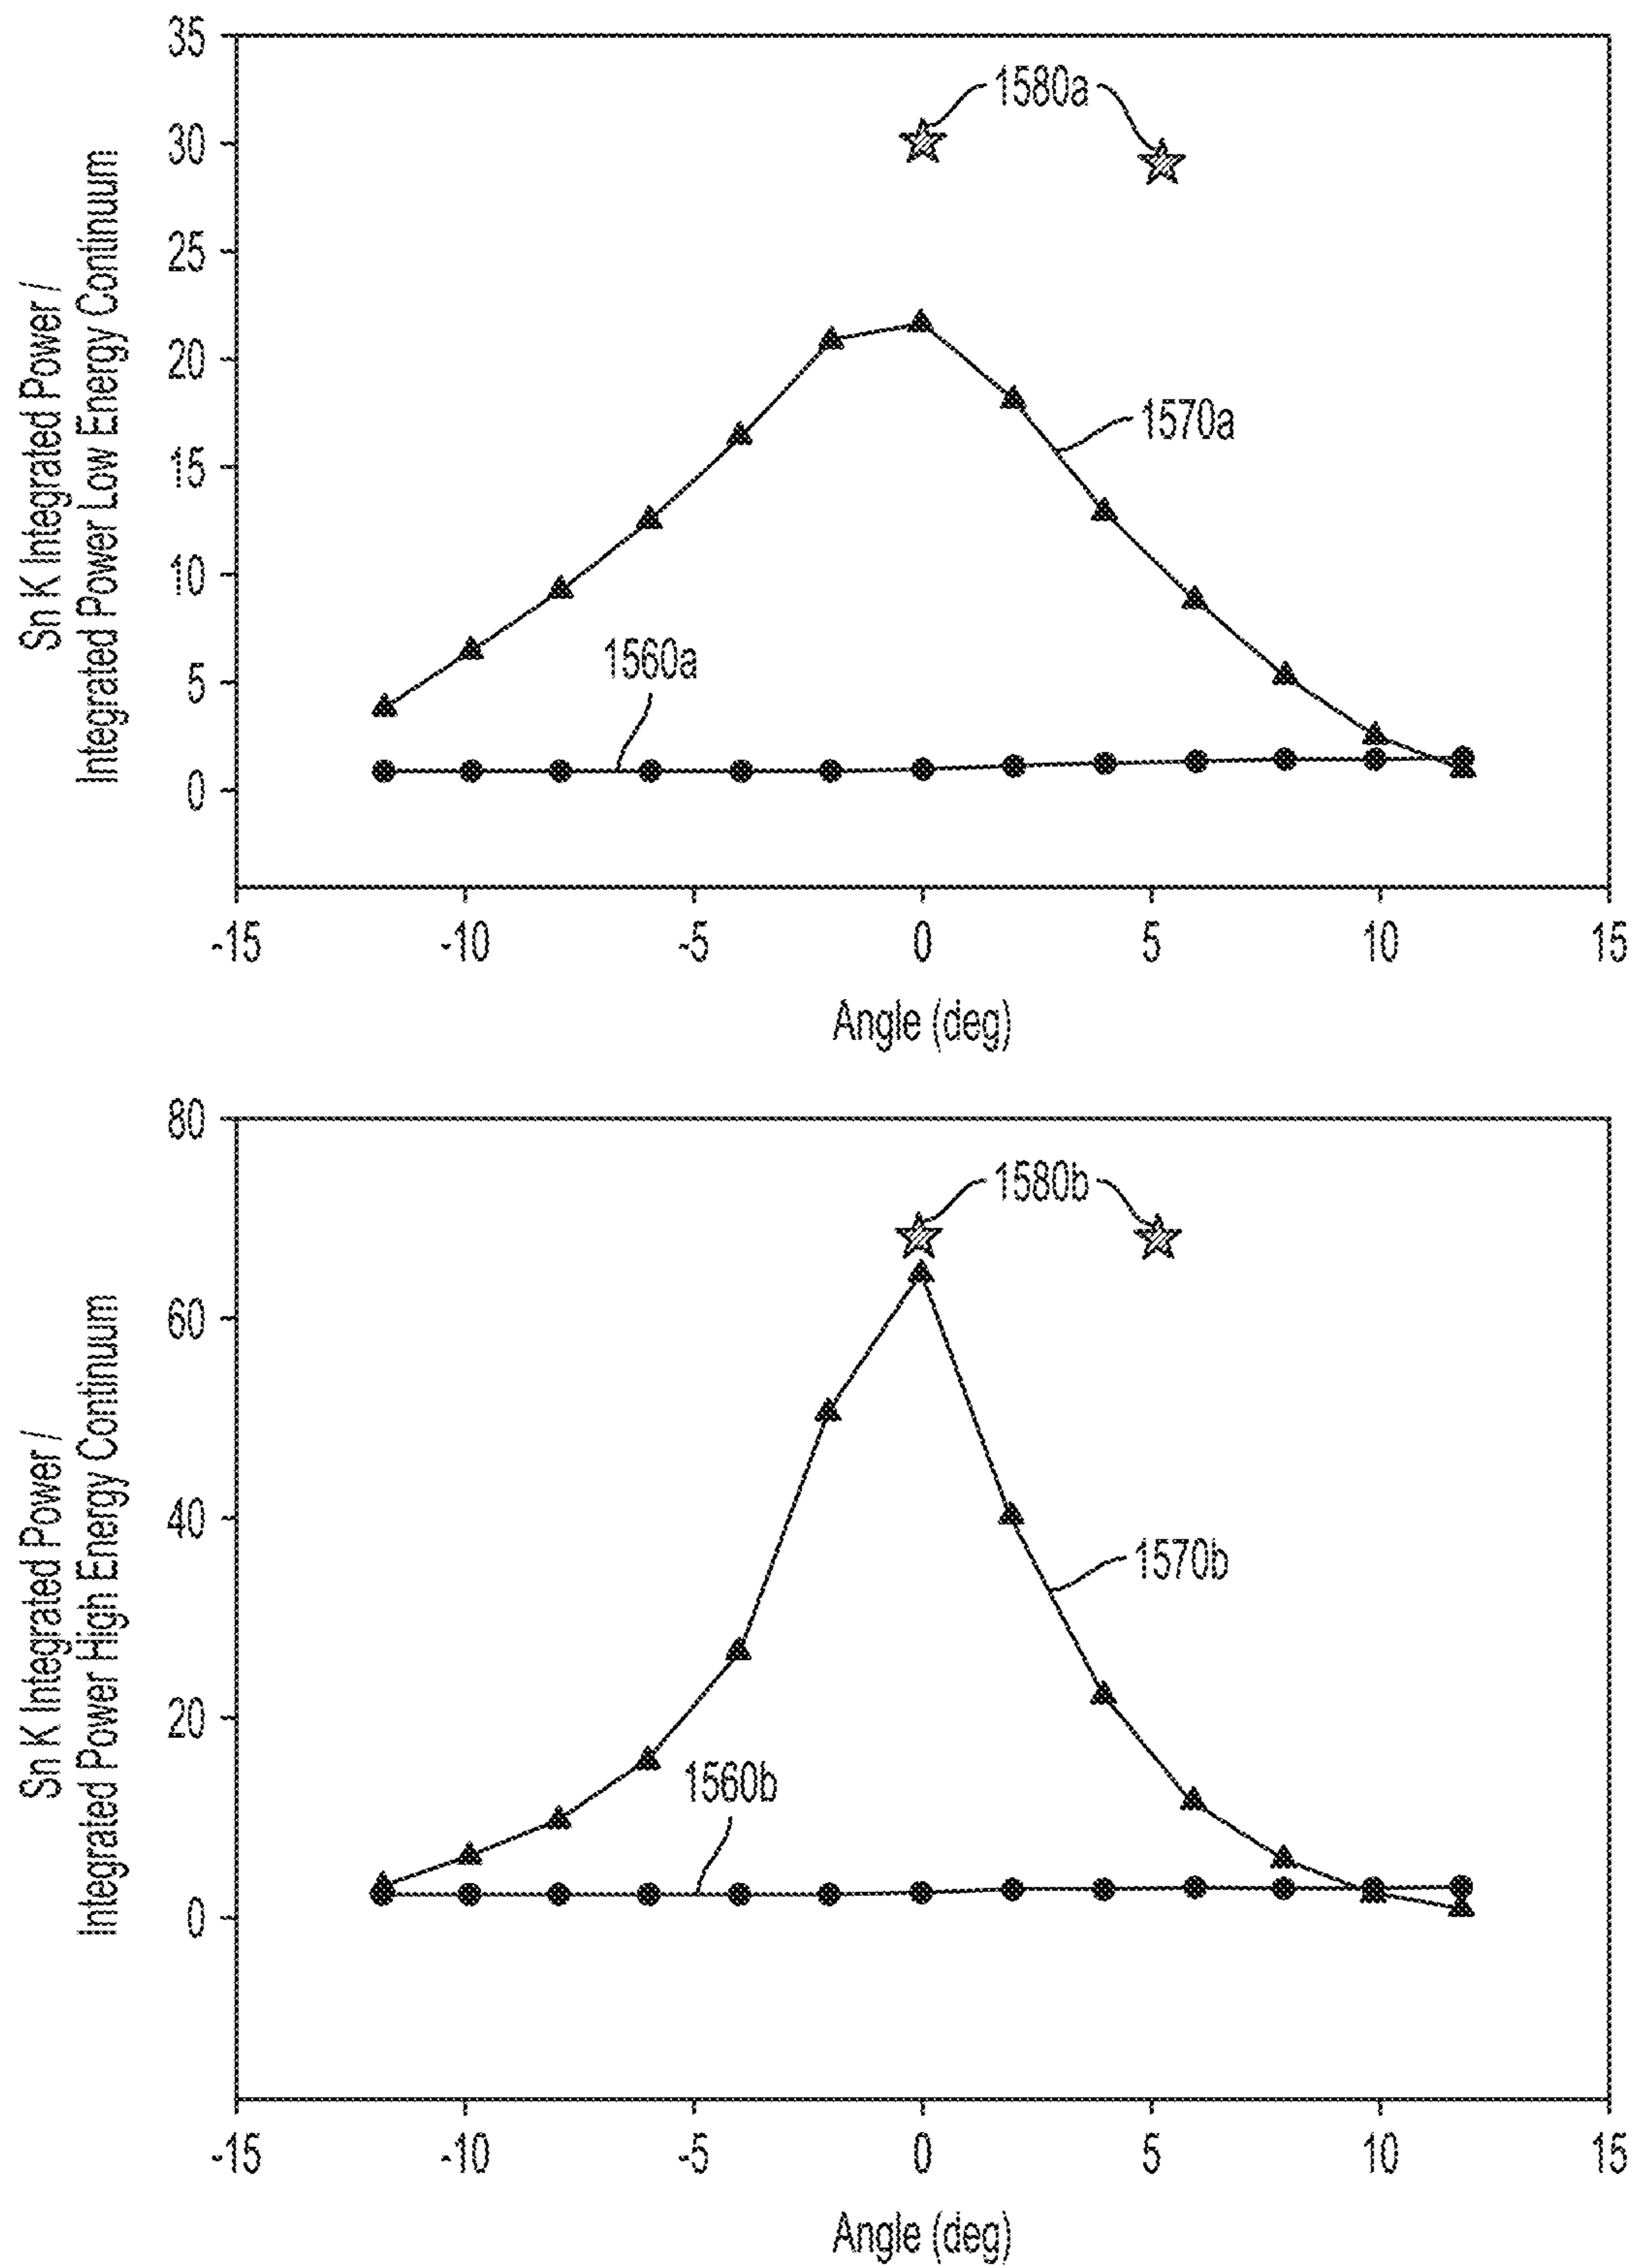 Sn K Integrated Power /
Integrated Power Low Energy Continuum
35
30
25
20
15
10
5
0
1580a
1570a
1560a
-15
-10
-5
0
5
10
15
Angle (deg)
Sn K Integrated Power /
Integrated Power High Energy Continuum
80
60
40
20
0
1580b
1570b
1560b
-15
-10
-5
0
5
10
15
Angle (deg)